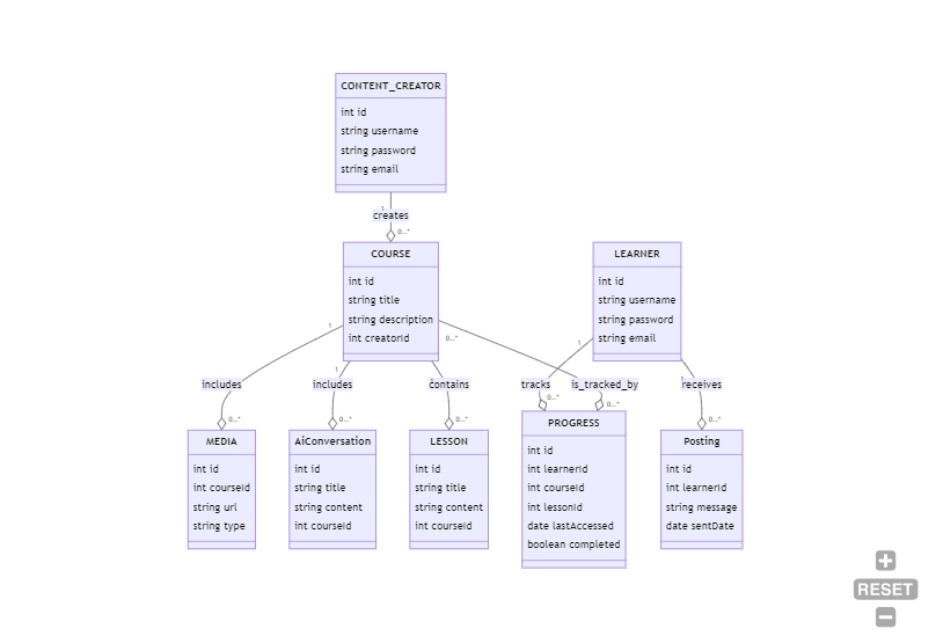 CONTENT_CREATOR
int id
string username
string password
string email
1
creates
0..*
COURSE
int id
string title
string description
int creatorId
LEARNER
int id
string username
string password
string email
1
0..*
1
1
1
includes
includes
contains
tracks
is_tracked_by
receives
0..*
0..*
0..*
0..*
0..*
0..*
MEDIA
int id
int courseId
string url
string type
AiConversation
int id
string title
string content
int courseId
LESSON
int id
string title
string content
int courseId
PROGRESS
int id
int learnerId
int courseId
int lessonId
date lastAccessed
boolean completed
Posting
int id
int learnerId
string message
date sentDate
RESET